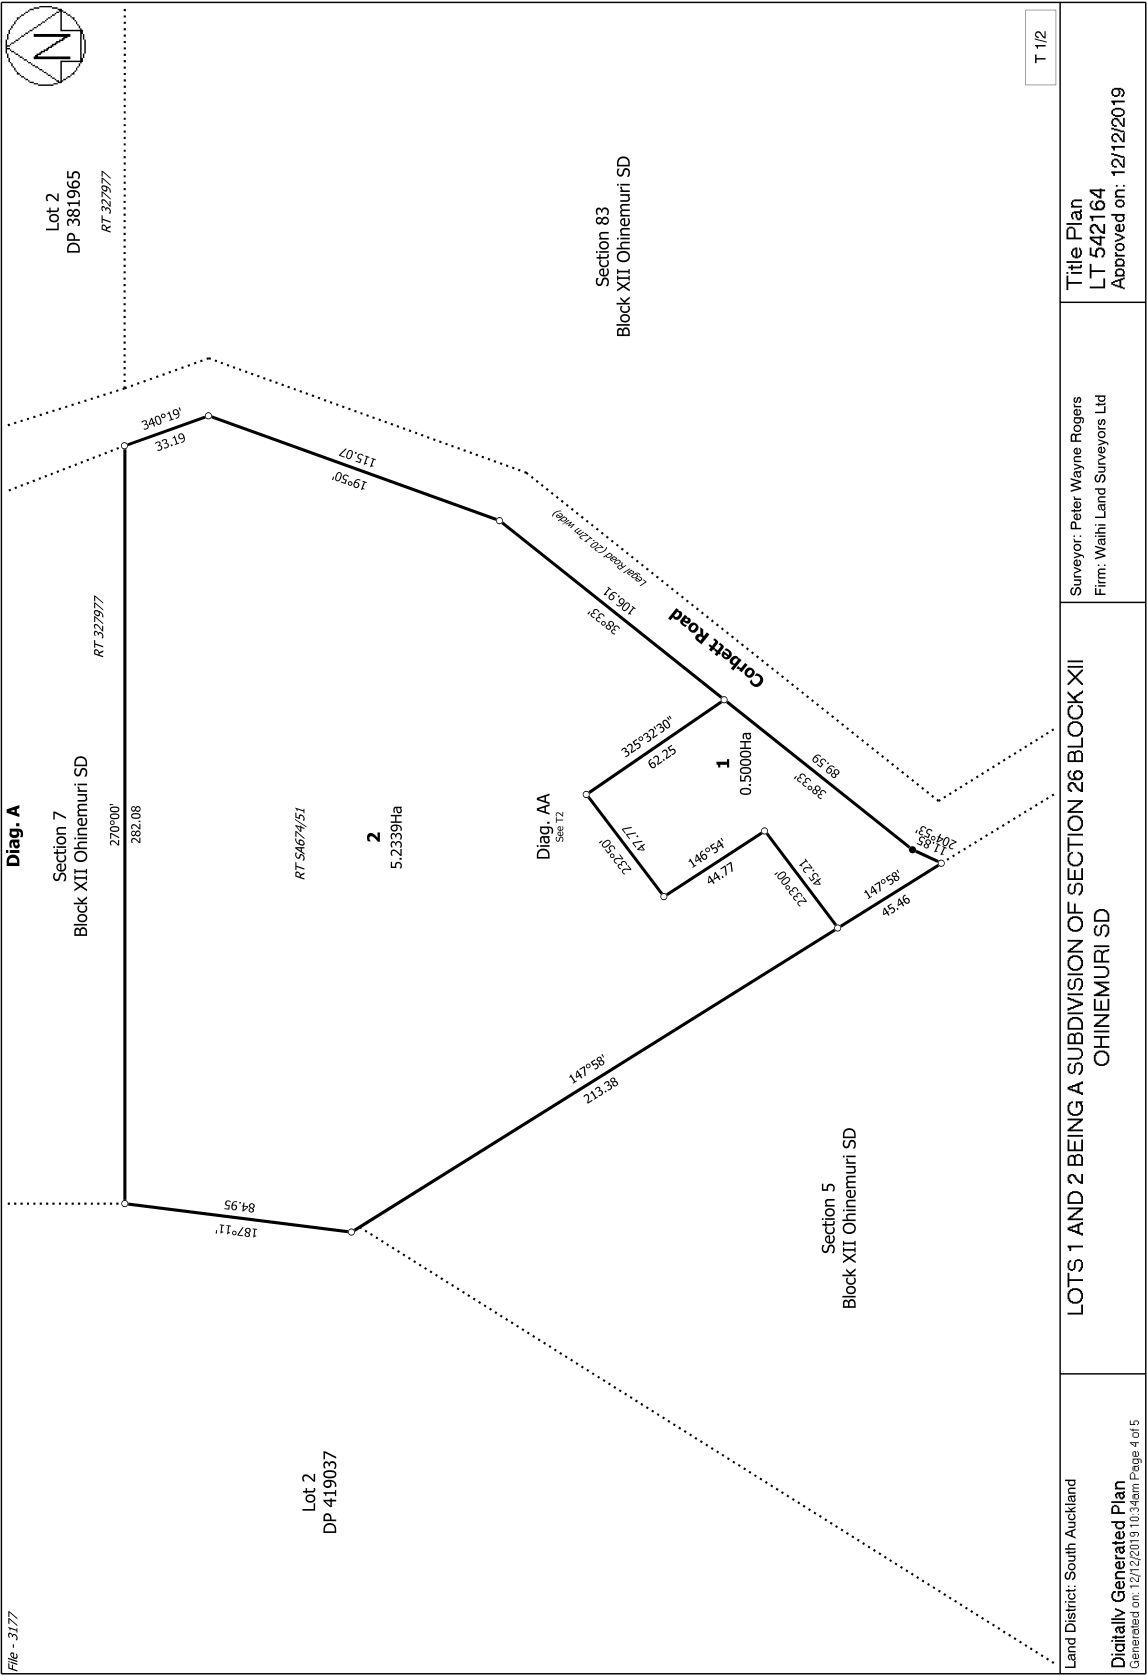 File - 3177
Diag. A
N
Lot 2
DP 381965
RT 327977
Section 7
Block XII Ohinemuri SD
RT 327977
270°00'
282.08
340°19'
33.19
115.07
19°50'
187°11'
84.95
RT SA674/51
2
5.2339Ha
Lot 2
DP 419037
Section 83
Block XII Ohinemuri SD
Legal Road (20.12m wide)
106.91
38°33'
Corbett Road
Diag. AA
See T2
325°32'30"
62.25
47.77
232°50'
1
0.5000Ha
146°54'
44.77
45.21
233°00'
89.59
38°33'
11.85
204°53'
147°58'
45.46
147°58'
213.38
Section 5
Block XII Ohinemuri SD
T 1/2
Land District: South Auckland
Digitally Generated Plan
Generated on: 12/12/2019 10:34am Page 4 of 5
LOTS 1 AND 2 BEING A SUBDIVISION OF SECTION 26 BLOCK XII
OHINEMURI SD
Surveyor: Peter Wayne Rogers
Firm: Waihi Land Surveyors Ltd
Title Plan
LT 542164
Approved on: 12/12/2019